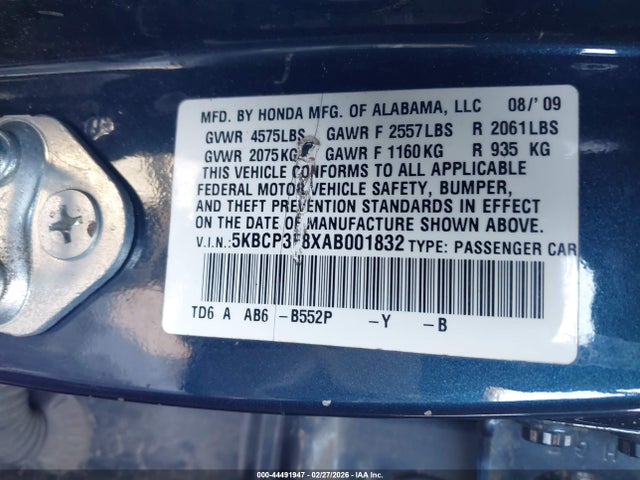 MFD. BY HONDA MFG. OF ALABAMA, LLC 08/'09
GVWR 4575LBS GAWR F 2557LBS R 2061LBS
GVWR 2075KG GAWR F 1160KG R 935 KG
THIS VEHICLE CONFORMS TO ALL APPLICABLE
FEDERAL MOTOR VEHICLE SAFETY, BUMPER,
AND THEFT PREVENTION STANDARDS IN EFFECT
ON THE DATE OF MANUFACTURE SHOWN ABOVE.
V.I.N.: TYPE: PASSENGER CAR
TD6 A AB6 -B552P -Y -B
000-44491947 - 02/27/2026 - IAA Inc.